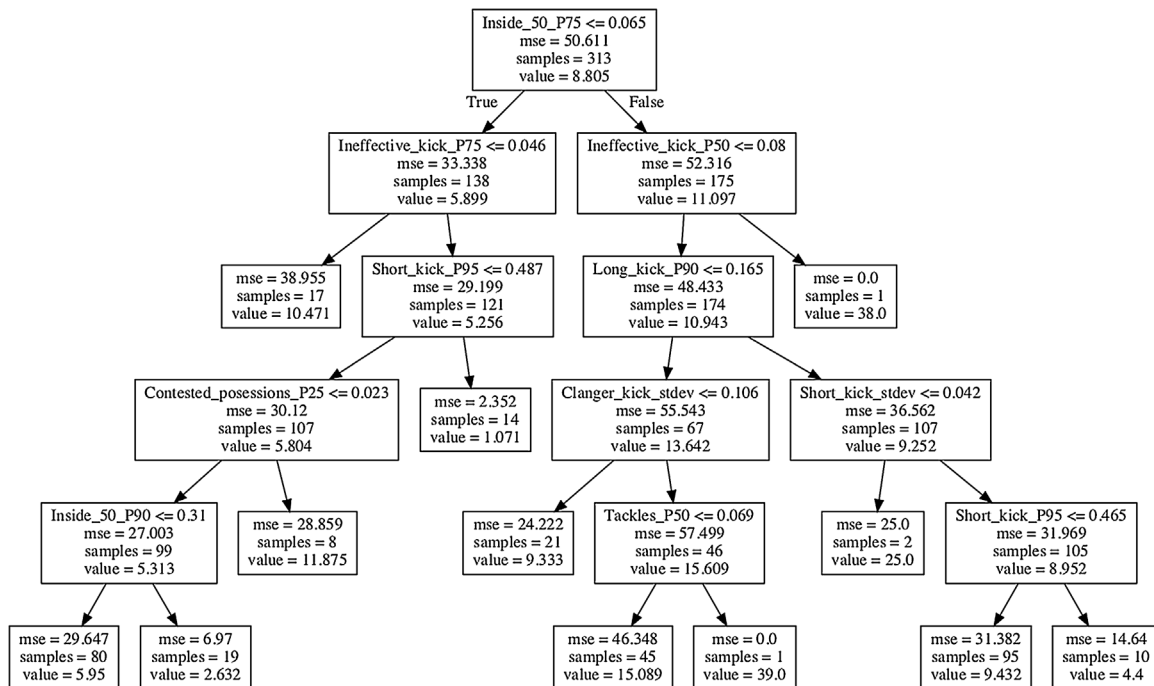 Inside_50_P75 <= 0.065
mse = 50.611
samples = 313
value = 8.805
True
False
Ineffective_kick_P75 <= 0.046
mse = 33.338
samples = 138
value = 5.899
Ineffective_kick_P50 <= 0.08
mse = 52.316
samples = 175
value = 11.097
mse = 38.955
samples = 17
value = 10.471
Short_kick_P95 <= 0.487
mse = 29.199
samples = 121
value = 5.256
Long_kick_P90 <= 0.165
mse = 48.433
samples = 174
value = 10.943
mse = 0.0
samples = 1
value = 38.0
Contested_posessions_P25 <= 0.023
mse = 30.12
samples = 107
value = 5.804
mse = 2.352
samples = 14
value = 1.071
Clanger_kick_stdev <= 0.106
mse = 55.543
samples = 67
value = 13.642
Short_kick_stdev <= 0.042
mse = 36.562
samples = 107
value = 9.252
Inside_50_P90 <= 0.31
mse = 27.003
samples = 99
value = 5.313
mse = 28.859
samples = 8
value = 11.875
mse = 24.222
samples = 21
value = 9.333
Tackles_P50 <= 0.069
mse = 57.499
samples = 46
value = 15.609
mse = 25.0
samples = 2
value = 25.0
Short_kick_P95 <= 0.465
mse = 31.969
samples = 105
value = 8.952
mse = 29.647
samples = 80
value = 5.95
mse = 6.97
samples = 19
value = 2.632
mse = 46.348
samples = 45
value = 15.089
mse = 0.0
samples = 1
value = 39.0
mse = 31.382
samples = 95
value = 9.432
mse = 14.64
samples = 10
value = 4.4